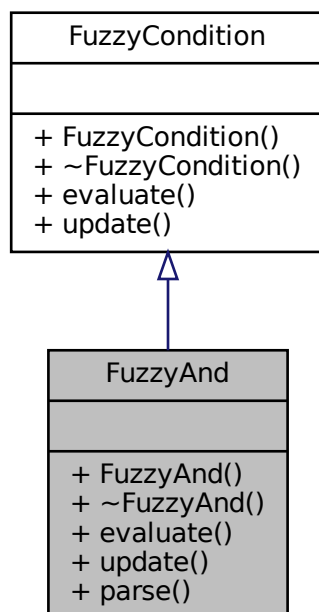 FuzzyCondition
+ FuzzyCondition()
+ ~FuzzyCondition()
+ evaluate()
+ update()
FuzzyAnd
+ FuzzyAnd()
+ ~FuzzyAnd()
+ evaluate()
+ update()
+ parse()